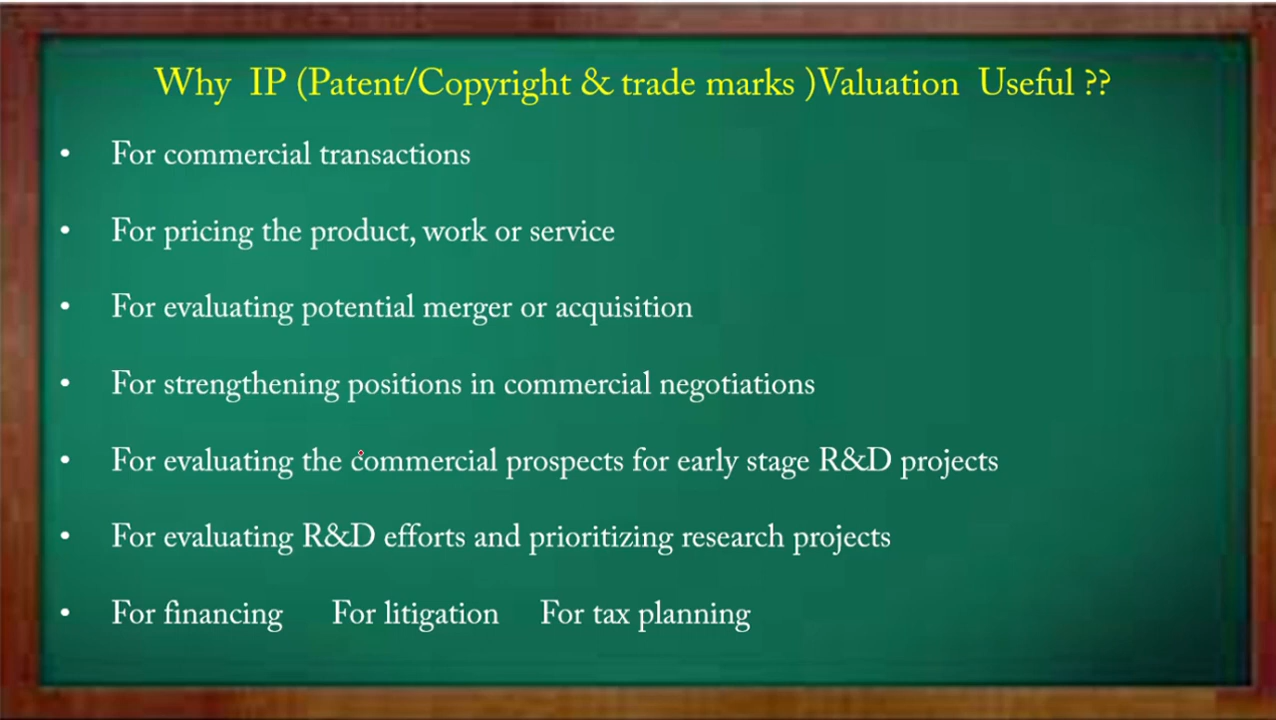 Why IP (Patent/Copyright & trade marks )Valuation Useful ??
• For commercial transactions
• For pricing the product, work or service
• For evaluating potential merger or acquisition
• For strengthening positions in commercial negotiations
• For evaluating the commercial prospects for early stage R&D projects
• For evaluating R&D efforts and prioritizing research projects
• For financing For litigation For tax planning